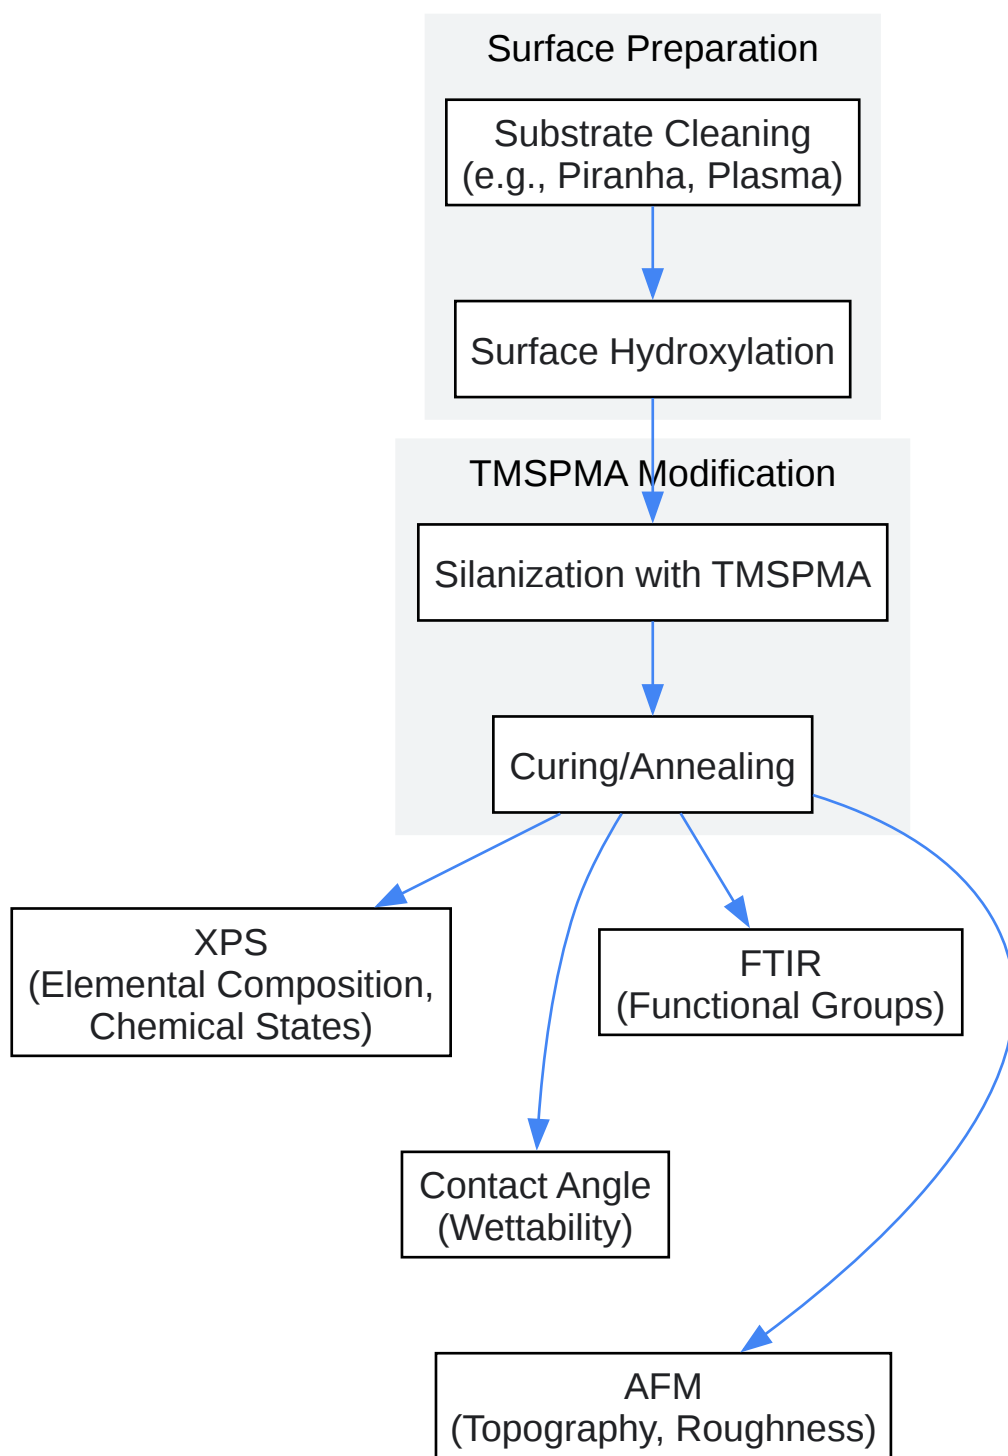 Surface Preparation
Substrate Cleaning
(e.g., Piranha, Plasma)
Surface Hydroxylation
TMSPMA Modification
Silanization with TMSPMA
Curing/Annealing
XPS
(Elemental Composition,
Chemical States)
FTIR
(Functional Groups)
Contact Angle
(Wettability)
AFM
(Topography, Roughness)